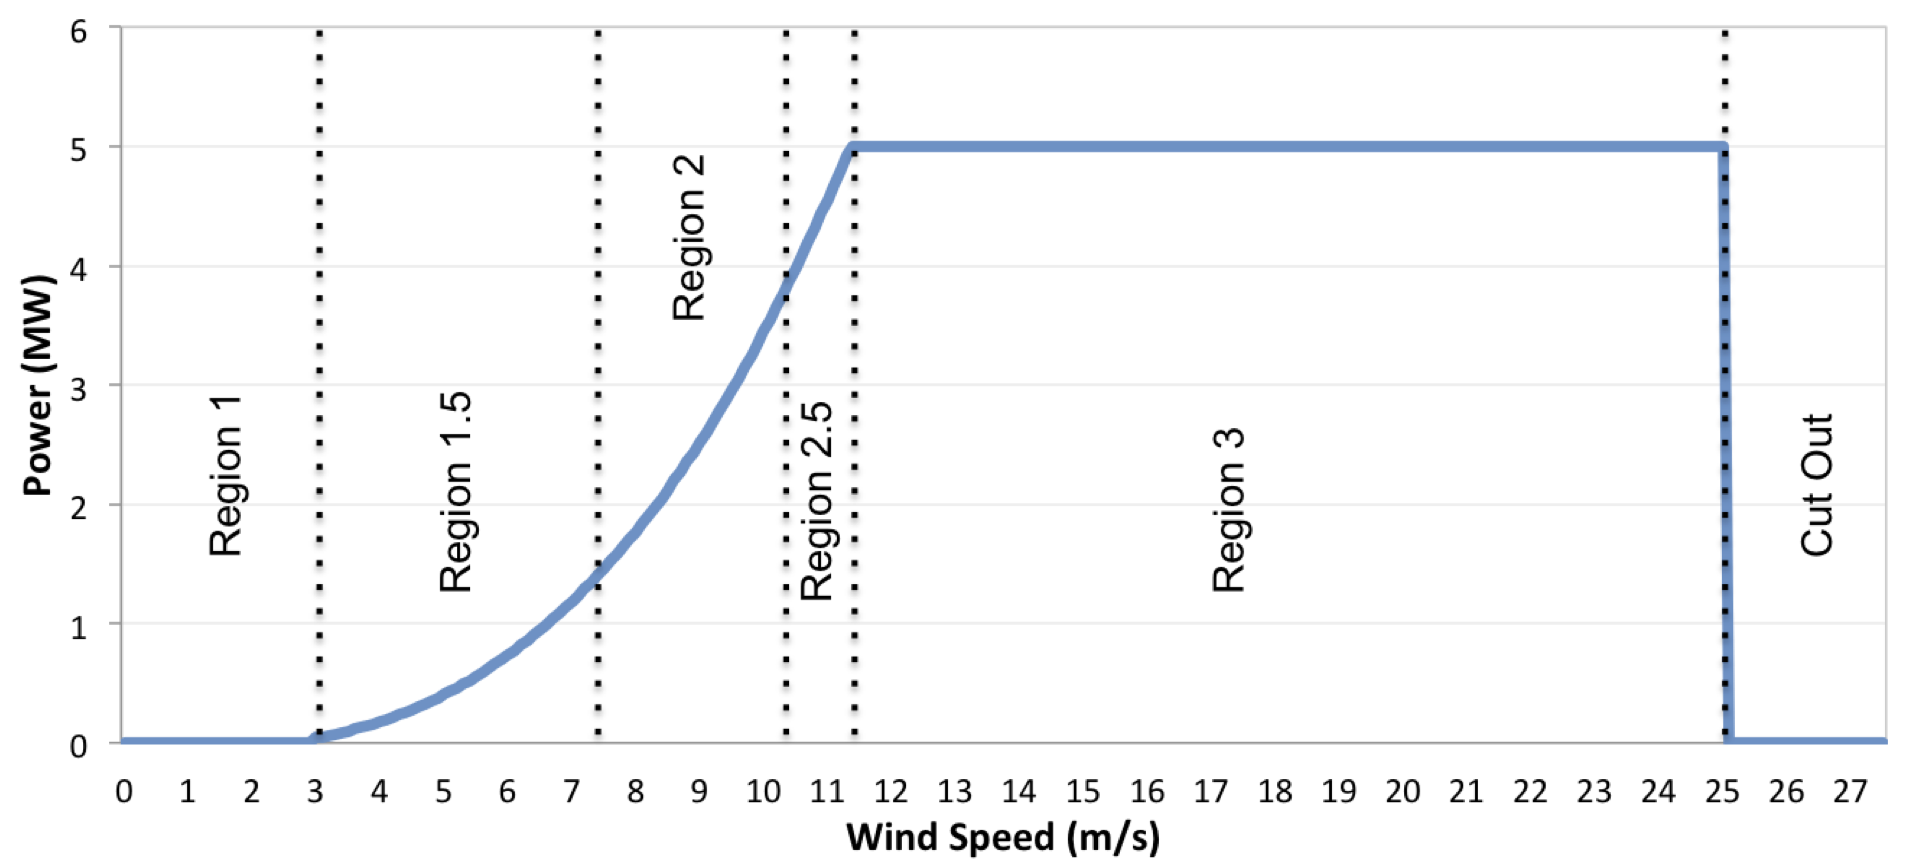 6
5
4
3
2
1
0
Power (MW)
Region 1
Region 1.5
Region 2
Region 2.5
Region 3
Cut Out
0 1 2 3 4 5 6 7 8 9 10 11 12 13 14 15 16 17 18 19 20 21 22 23 24 25 26 27
Wind Speed (m/s)